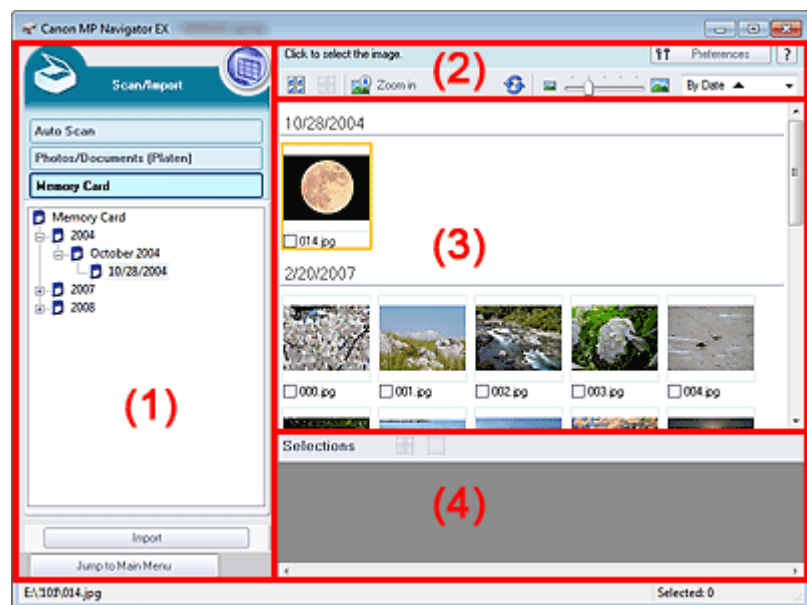 Canon MP Navigator EX
Scan/Import
Auto Scan
Photos/Documents (Platen)
Memory Card
Memory Card
2004
October 2004
10/28/2004
2007
2008
(1)
Import
Jump to Main Menu
Click to select the image.
Preferences
?
Zoom in
(2)
By Date
10/28/2004
014.jpg
(3)
2/20/2007
000.jpg 001.jpg 002.jpg 003.jpg 004.jpg
Selections
(4)
E:\101\014.jpg
Selected: 0